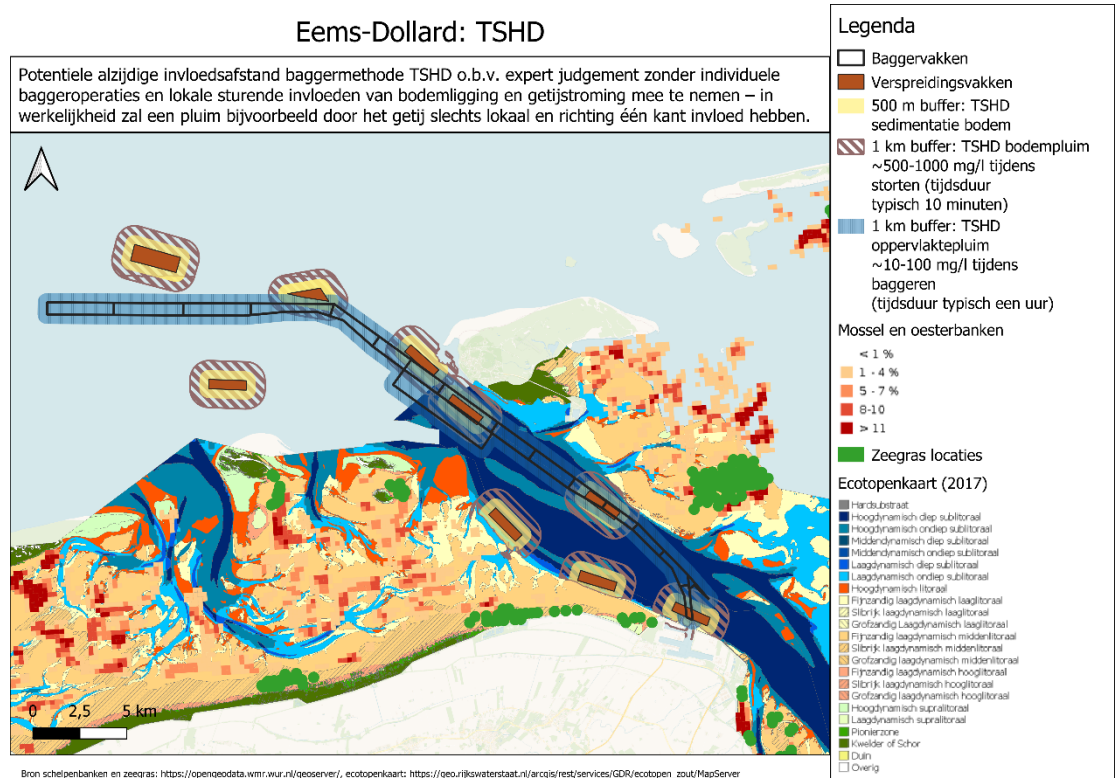 Eems-Dollard: TSHD
Potentiele alzijdige invloedsafstand baggermethode TSHD o.b.v. expert judgement zonder individuele
baggeroperaties en lokale sturende invloeden van bodemligging en getijstroming mee te nemen – in
werkelijkheid zal een pluim bijvoorbeeld door het getij slechts lokaal en richting één kant invloed hebben.
0 2,5 5 km
Bron schelpenbanken en zeegras: https://opengeodata.wmr.wur.nl/geoserver/, ecotopenkaart: https://geo.rijkswaterstaat.nl/arcgis/rest/services/GDR/ecotopen_zout/MapServer
Legenda
Baggervakken
Verspreidingsvakken
500 m buffer: TSHD
sedimentatie bodem
1 km buffer: TSHD bodempluim
~500-1000 mg/l tijdens
storten (tijdsduur
typisch 10 minuten)
1 km buffer: TSHD
oppervlaktepluim
~10-100 mg/l tijdens
baggeren
(tijdsduur typisch een uur)
Mossel en oesterbanken
< 1 %
1 - 4 %
5 - 7 %
8-10
> 11
Zeegras locaties
Ecotopenkaart (2017)
Hardsubstraat
Hoogdynamisch diep sublitoraal
Hoogdynamisch ondiep sublitoraal
Middendynamisch diep sublitoraal
Middendynamisch ondiep sublitoraal
Laagdynamisch diep sublitoraal
Laagdynamisch ondiep sublitoraal
Hoogdynamisch litoraal
Fijnzandig laagdynamisch laaglitoraal
Slibrijk laagdynamisch laaglitoraal
Grofzandig Laagdynamisch laaglitoraal
Fijnzandig laagdynamisch middenlitoraal
Slibrijk laagdynamisch middenlitoraal
Grofzandig laagdynamisch middenlitoraal
Fijnzandig laagdynamisch hooglitoraal
Slibrijk laagdynamisch hooglitoraal
Grofzandig laagdynamisch hooglitoraal
Hoogdynamisch supralitoraal
Laagdynamisch supralitoraal
Pionierzone
Kwelder of Schor
Duin
Overig